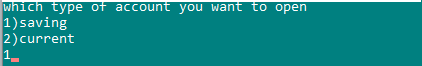 which type of account you want to open
1)saving
2)current
1